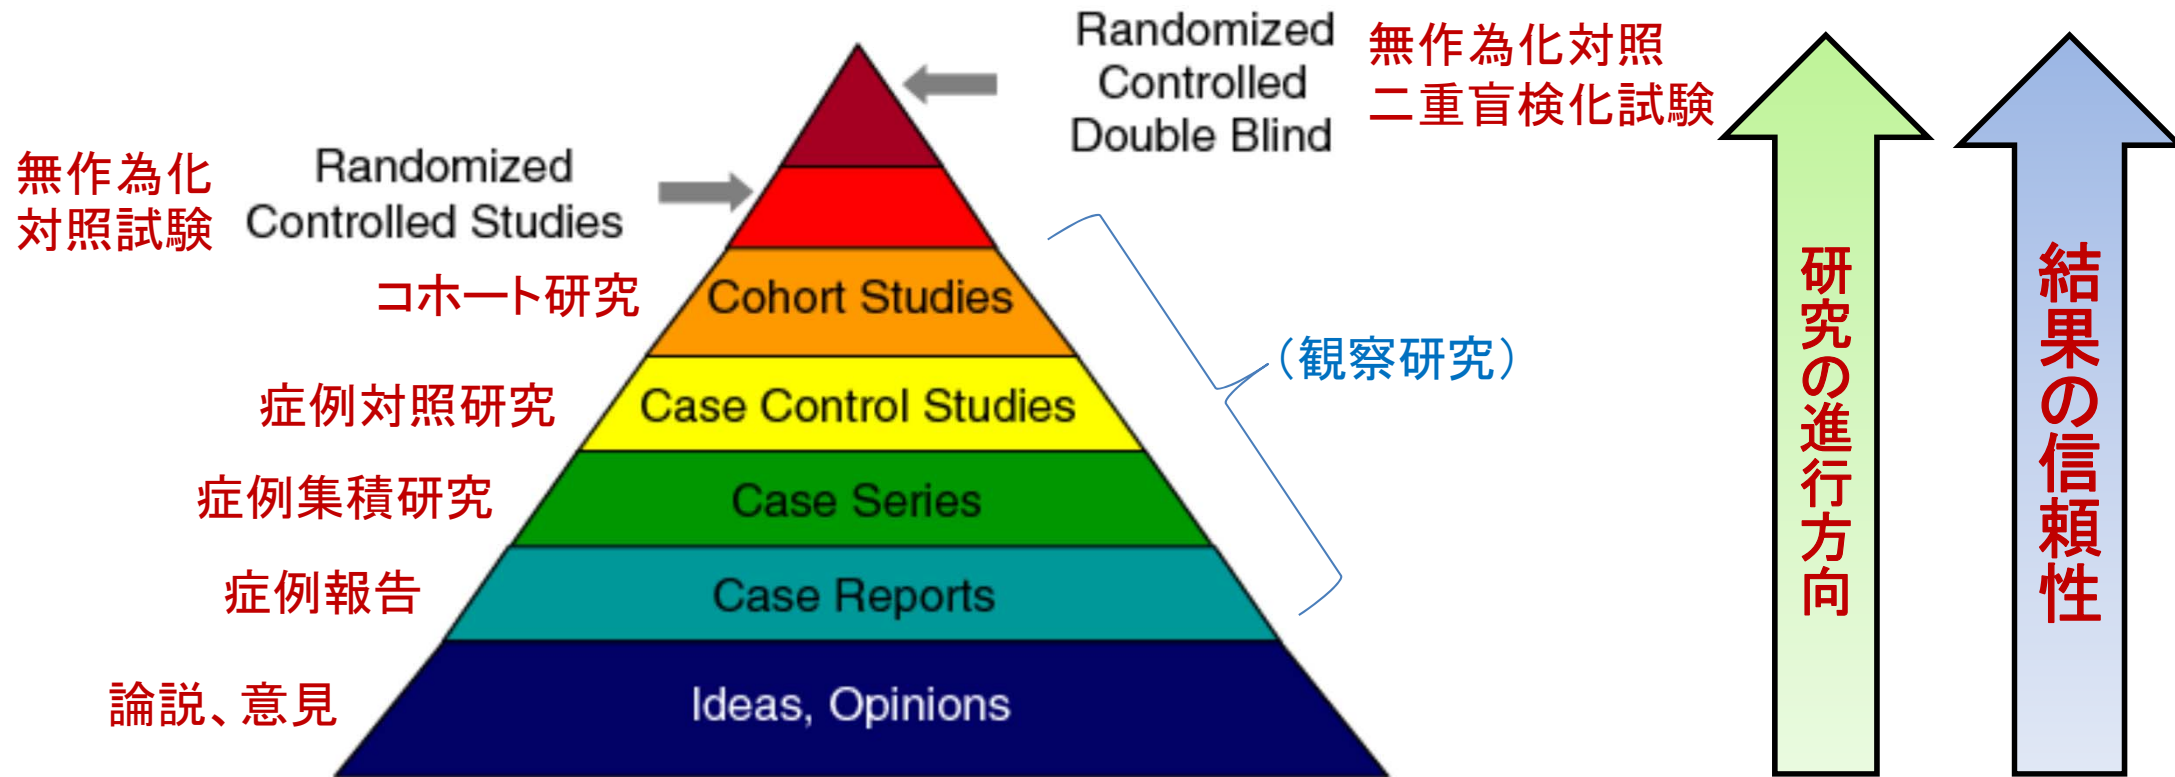 Randomized
Controlled
Double Blind
無作為化対照
二重盲検化試験
無作為化
対照試験
Randomized
Controlled Studies
コホート研究
Cohort Studies
(観察研究)
症例対照研究
Case Control Studies
症例集積研究
Case Series
症例報告
Case Reports
論説、意見
Ideas, Opinions
研究の進行方向
結果の信頼性